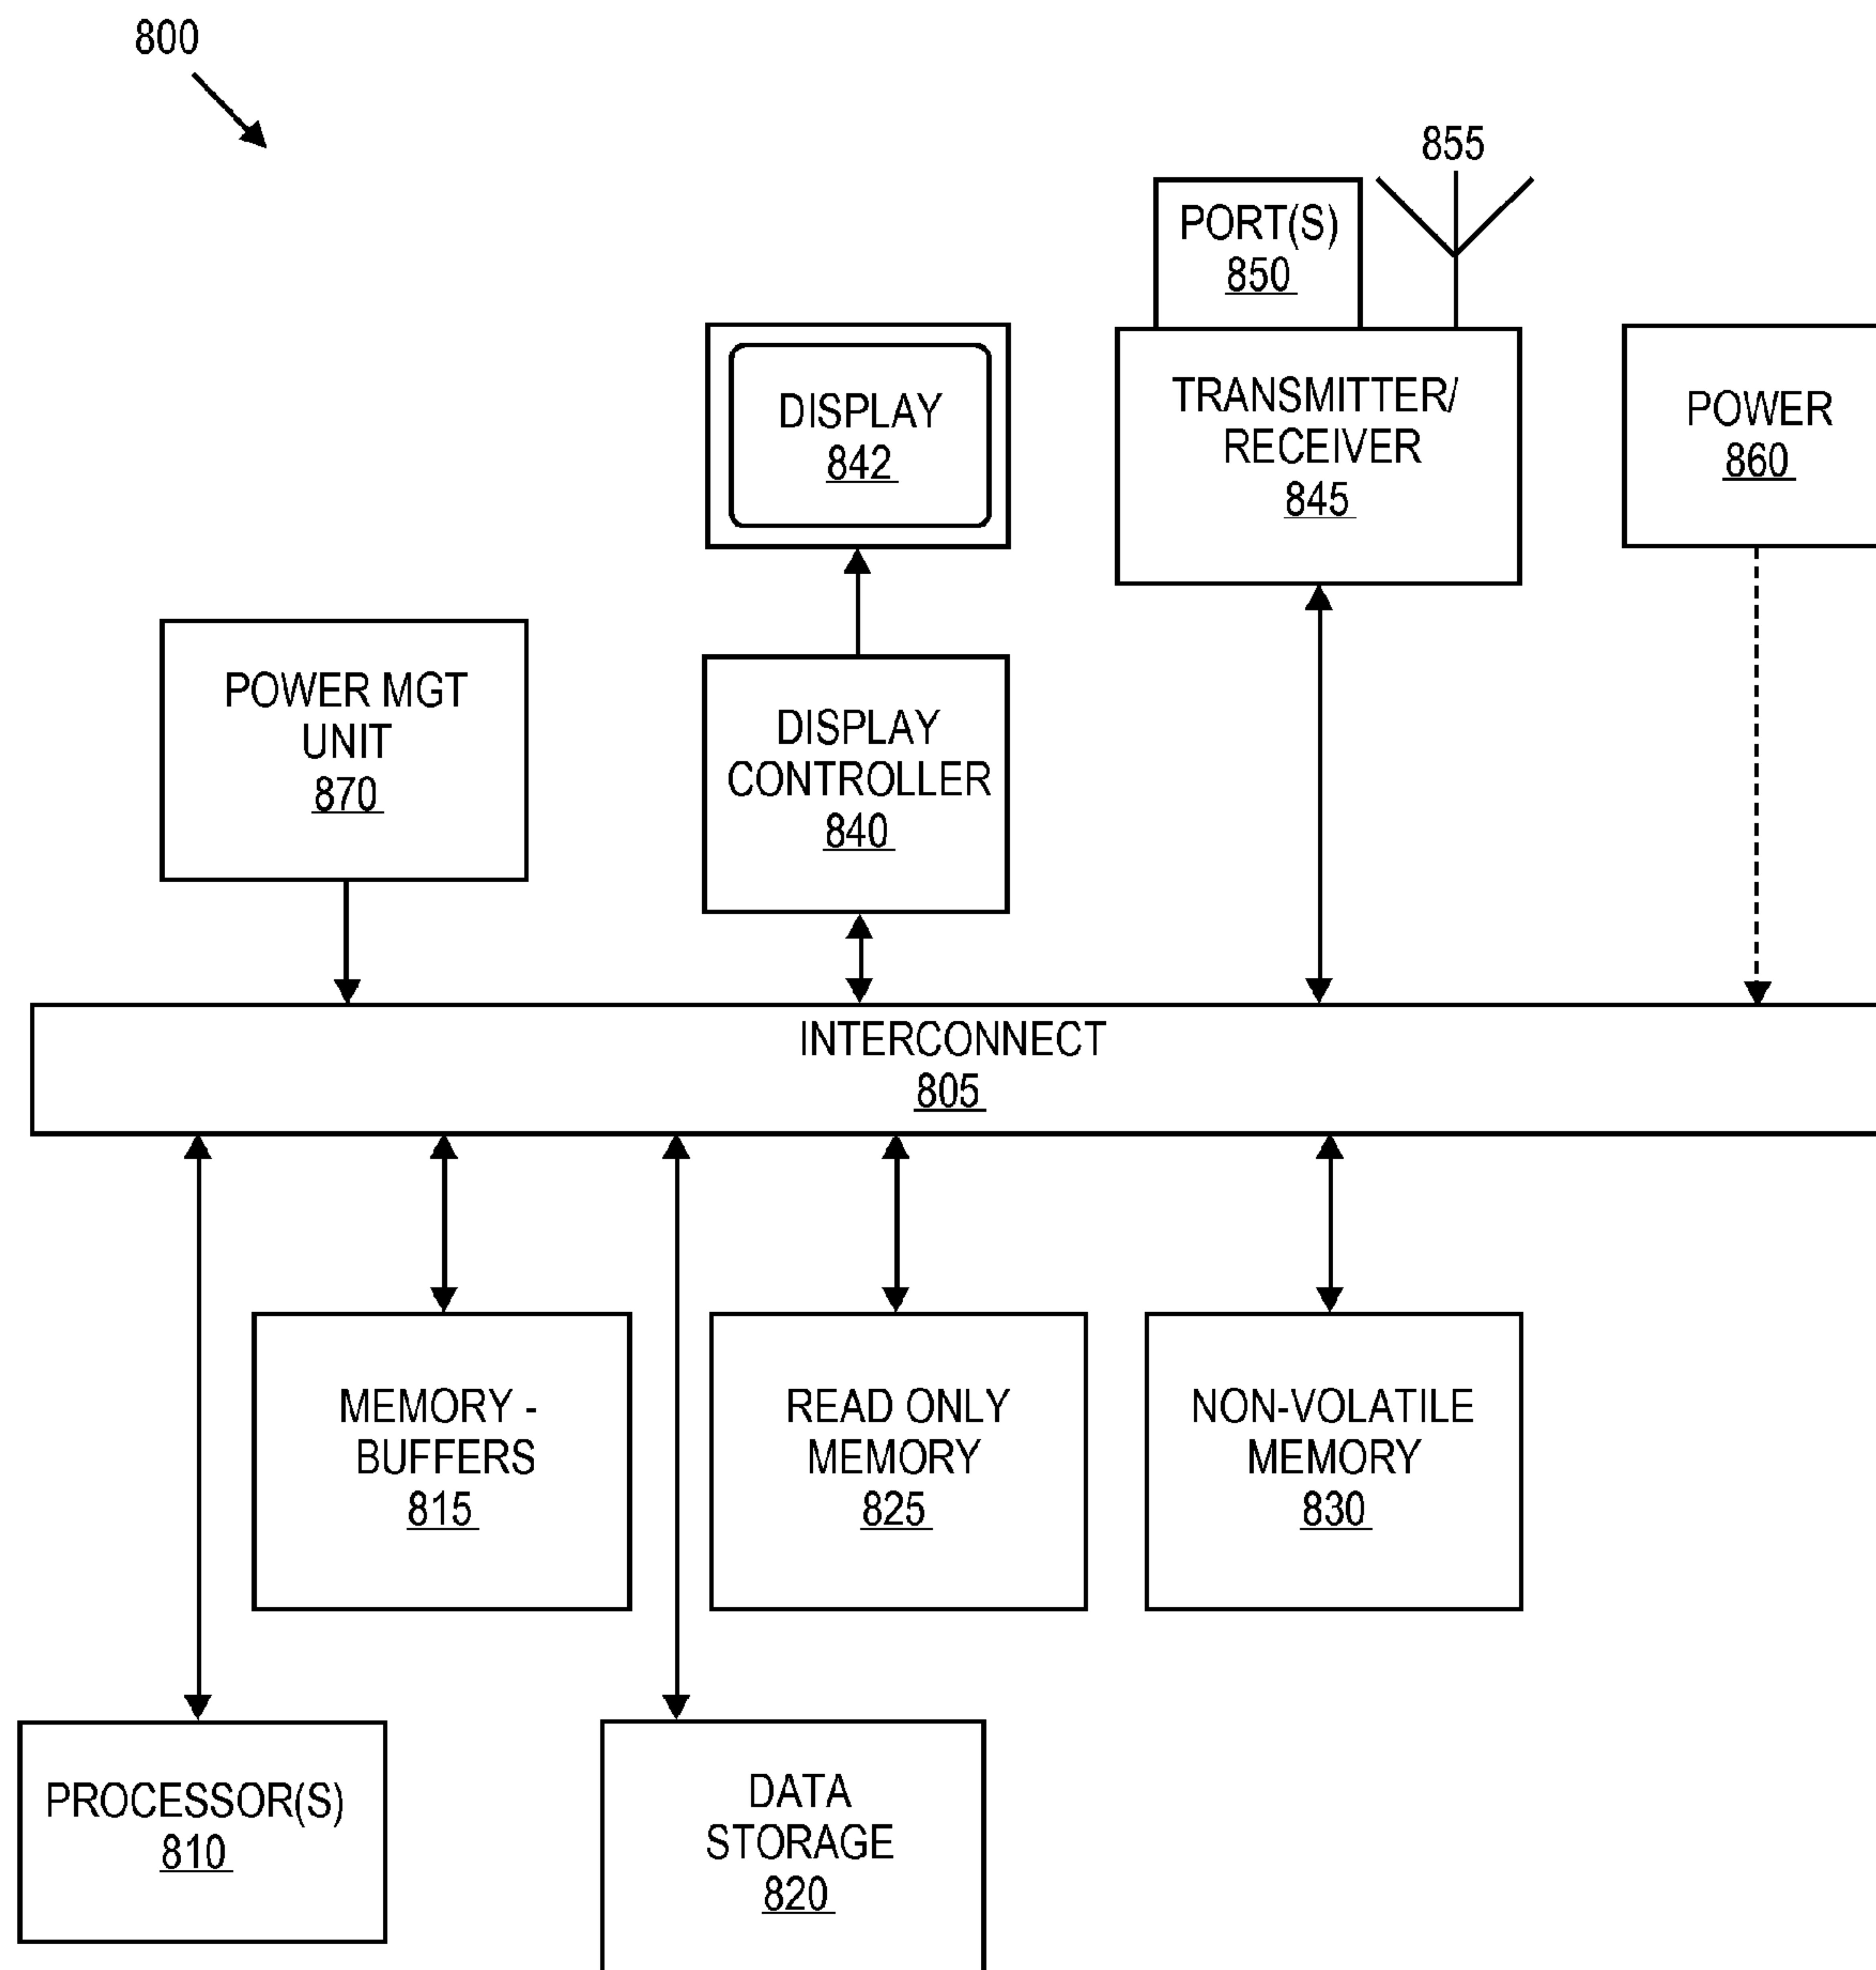 800
855
PORT(S)
850
DISPLAY
842
TRANSMITTER/
RECEIVER
845
POWER
860
POWER MGT
UNIT
870
DISPLAY
CONTROLLER
840
INTERCONNECT
805
MEMORY -
BUFFERS
815
READ ONLY
MEMORY
825
NON-VOLATILE
MEMORY
830
PROCESSOR(S)
810
DATA
STORAGE
820